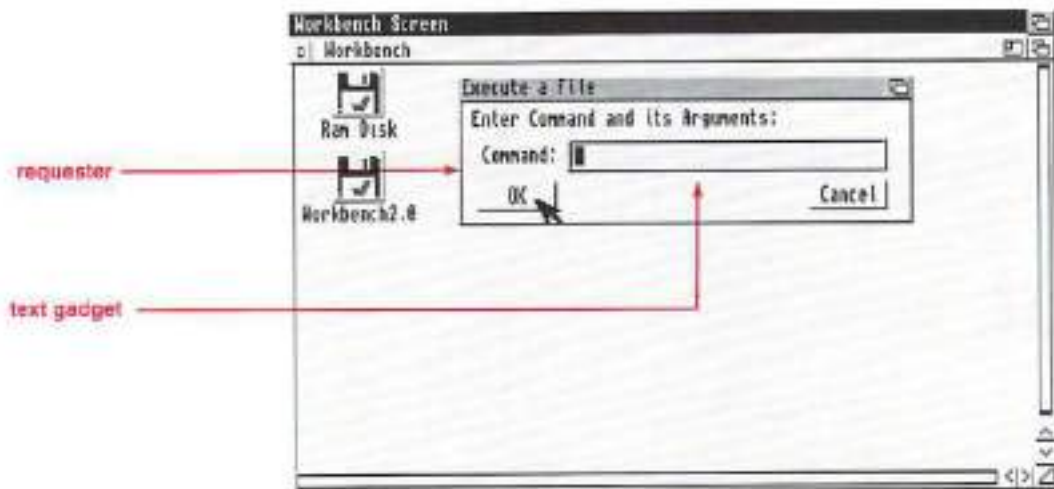 Workbench Screen
Workbench
Ram Disk
Workbench2.0
Execute a File
Enter Command and its Arguments:
Command:
OK
Cancel
requester
text gadget